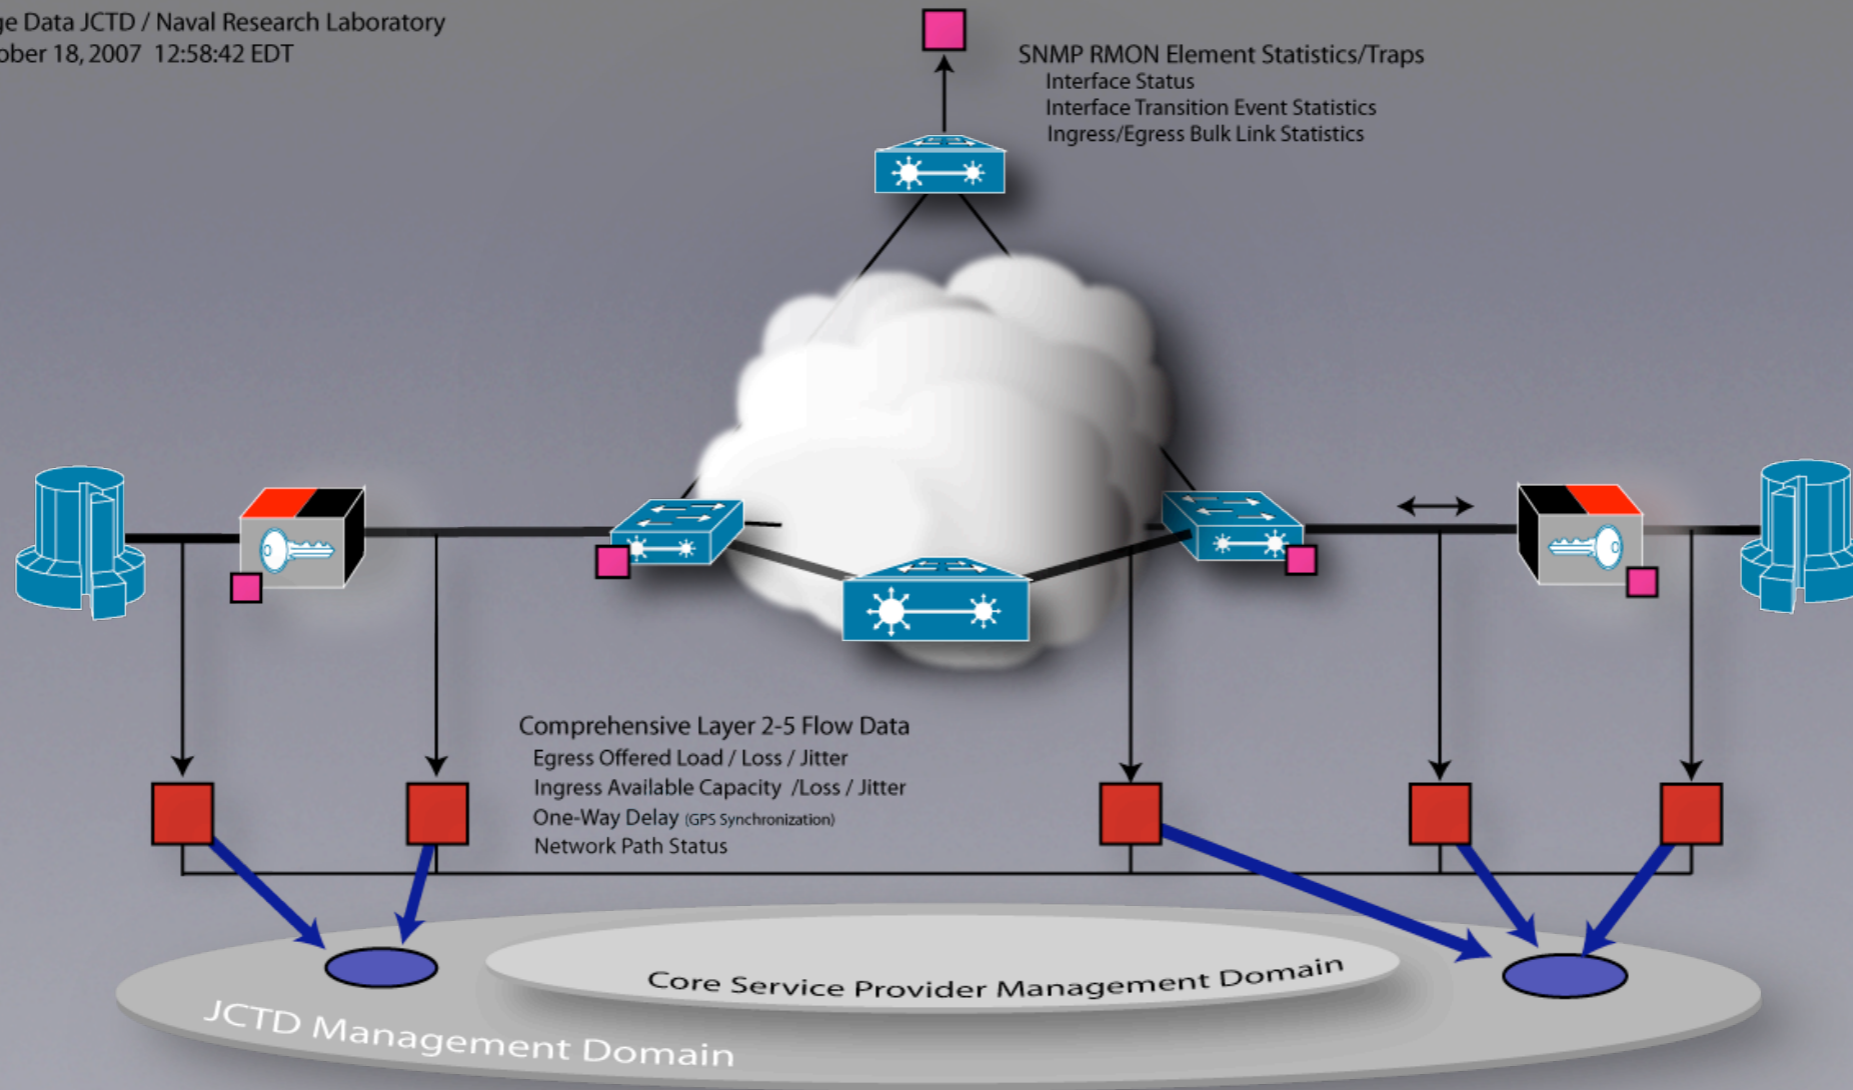 ge Data JCTD / Naval Research Laboratory
ober 18, 2007 12:58:42 EDT
SNMP RMON Element Statistics/Traps
Interface Status
Interface Transition Event Statistics
Ingress/Egress Bulk Link Statistics
Comprehensive Layer 2-5 Flow Data
Egress Offered Load / Loss / Jitter
Ingress Available Capacity /Loss / Jitter
One-Way Delay (GPS Synchronization)
Network Path Status
Core Service Provider Management Domain
JCTD Management Domain